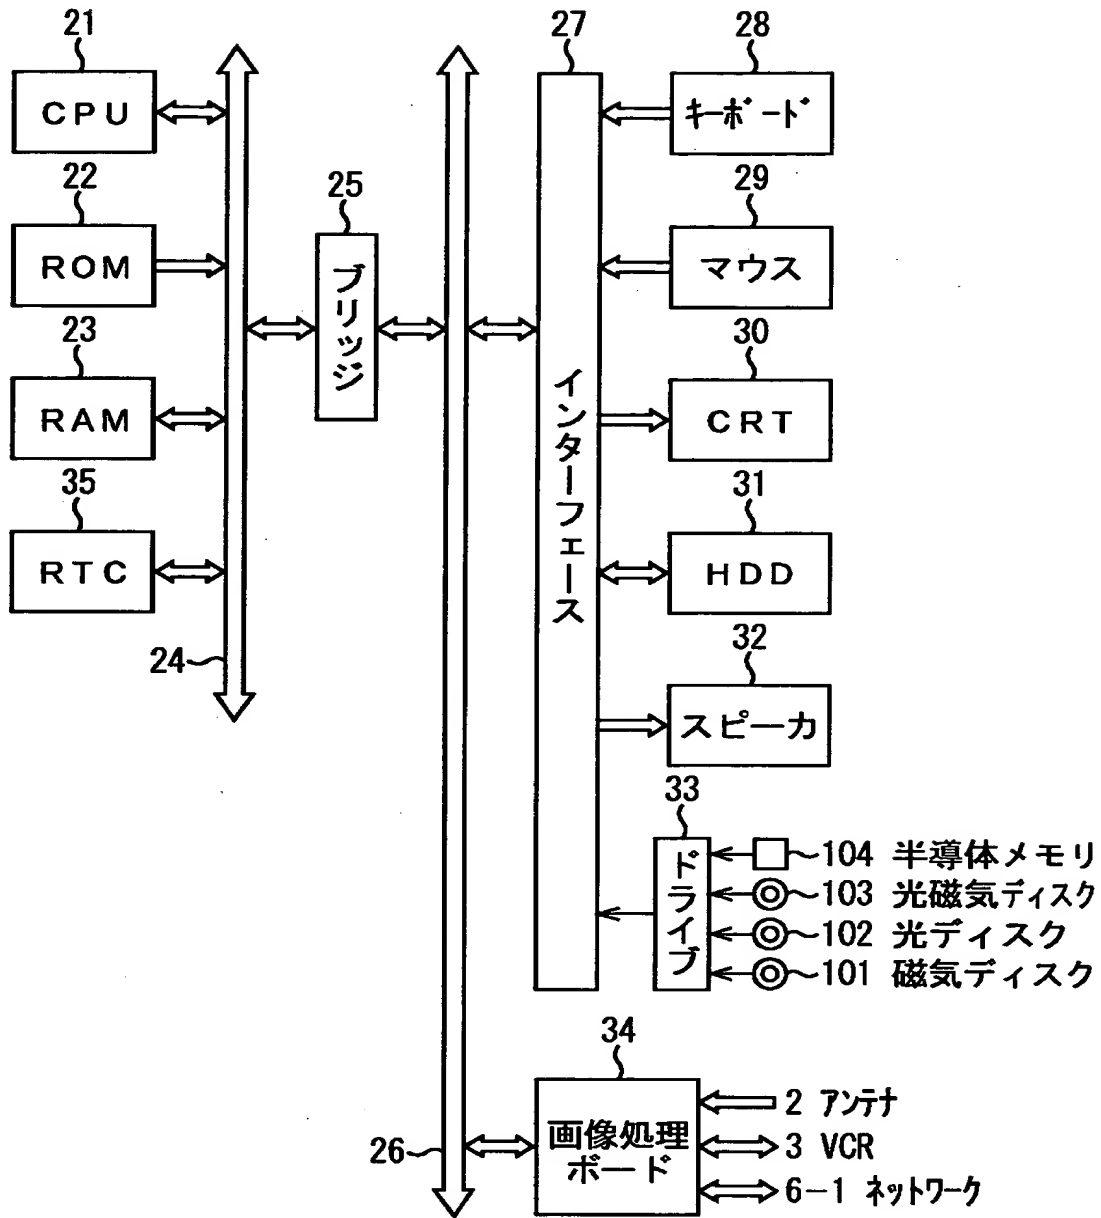 21
CPU
22
ROM
23
RAM
35
RTC
24
25
ブリッジ
26
27
インターフェース
28
キーボード
29
マウス
30
CRT
31
HDD
32
スピーカ
33
ドライブ
104 半導体メモリ
103 光磁気ディスク
102 光ディスク
101 磁気ディスク
34
画像処理
ボード
2 アンテナ
3 VCR
6-1 ネットワーク